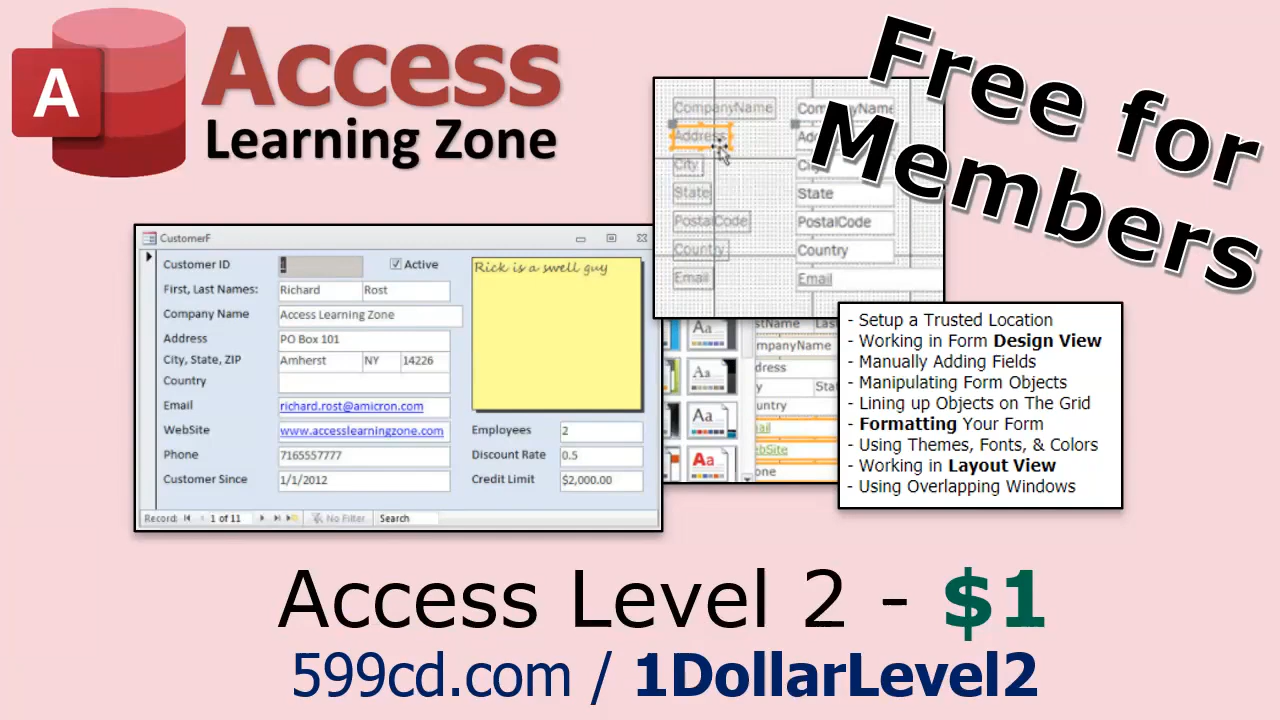 A
Access
Learning Zone
Free for
Members
CompanyName CompanyName
Address
City
State State
PostalCode PostalCode
Country Country
Email Email
CustomerF
Customer ID Active
First, Last Names: Richard Rost
Company Name Access Learning Zone
Address PO Box 101
City, State, ZIP Amherst NY 14226
Country
Email richard.rost@amicron.com
WebSite www.accesslearningzone.com
Phone 7165557777
Customer Since 1/1/2012
Rick is a swell guy
Employees 2
Discount Rate 0.5
Credit Limit $2,000.00
Record: 1 of 11 No Filter Search
Aa
Aa
Aa
Aa
- Setup a Trusted Location
- Working in Form Design View
- Manually Adding Fields
- Manipulating Form Objects
- Lining up Objects on The Grid
- Formatting Your Form
- Using Themes, Fonts, & Colors
- Working in Layout View
- Using Overlapping Windows
Access Level 2 - $1
599cd.com / 1DollarLevel2